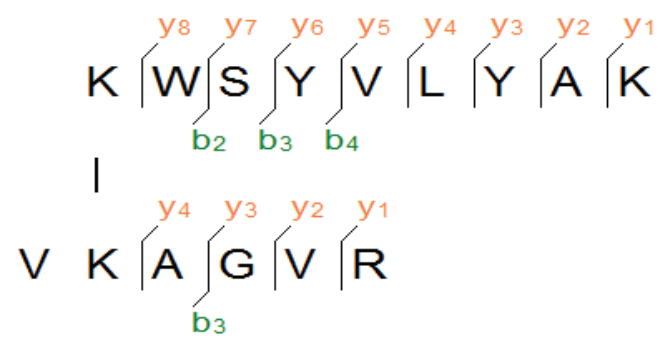 y8 y7 y6 y5 y4 y3 y2 y1
K W S Y V L Y A K
b2 b3 b4
y4 y3 y2 y1
V K A G V R
b3